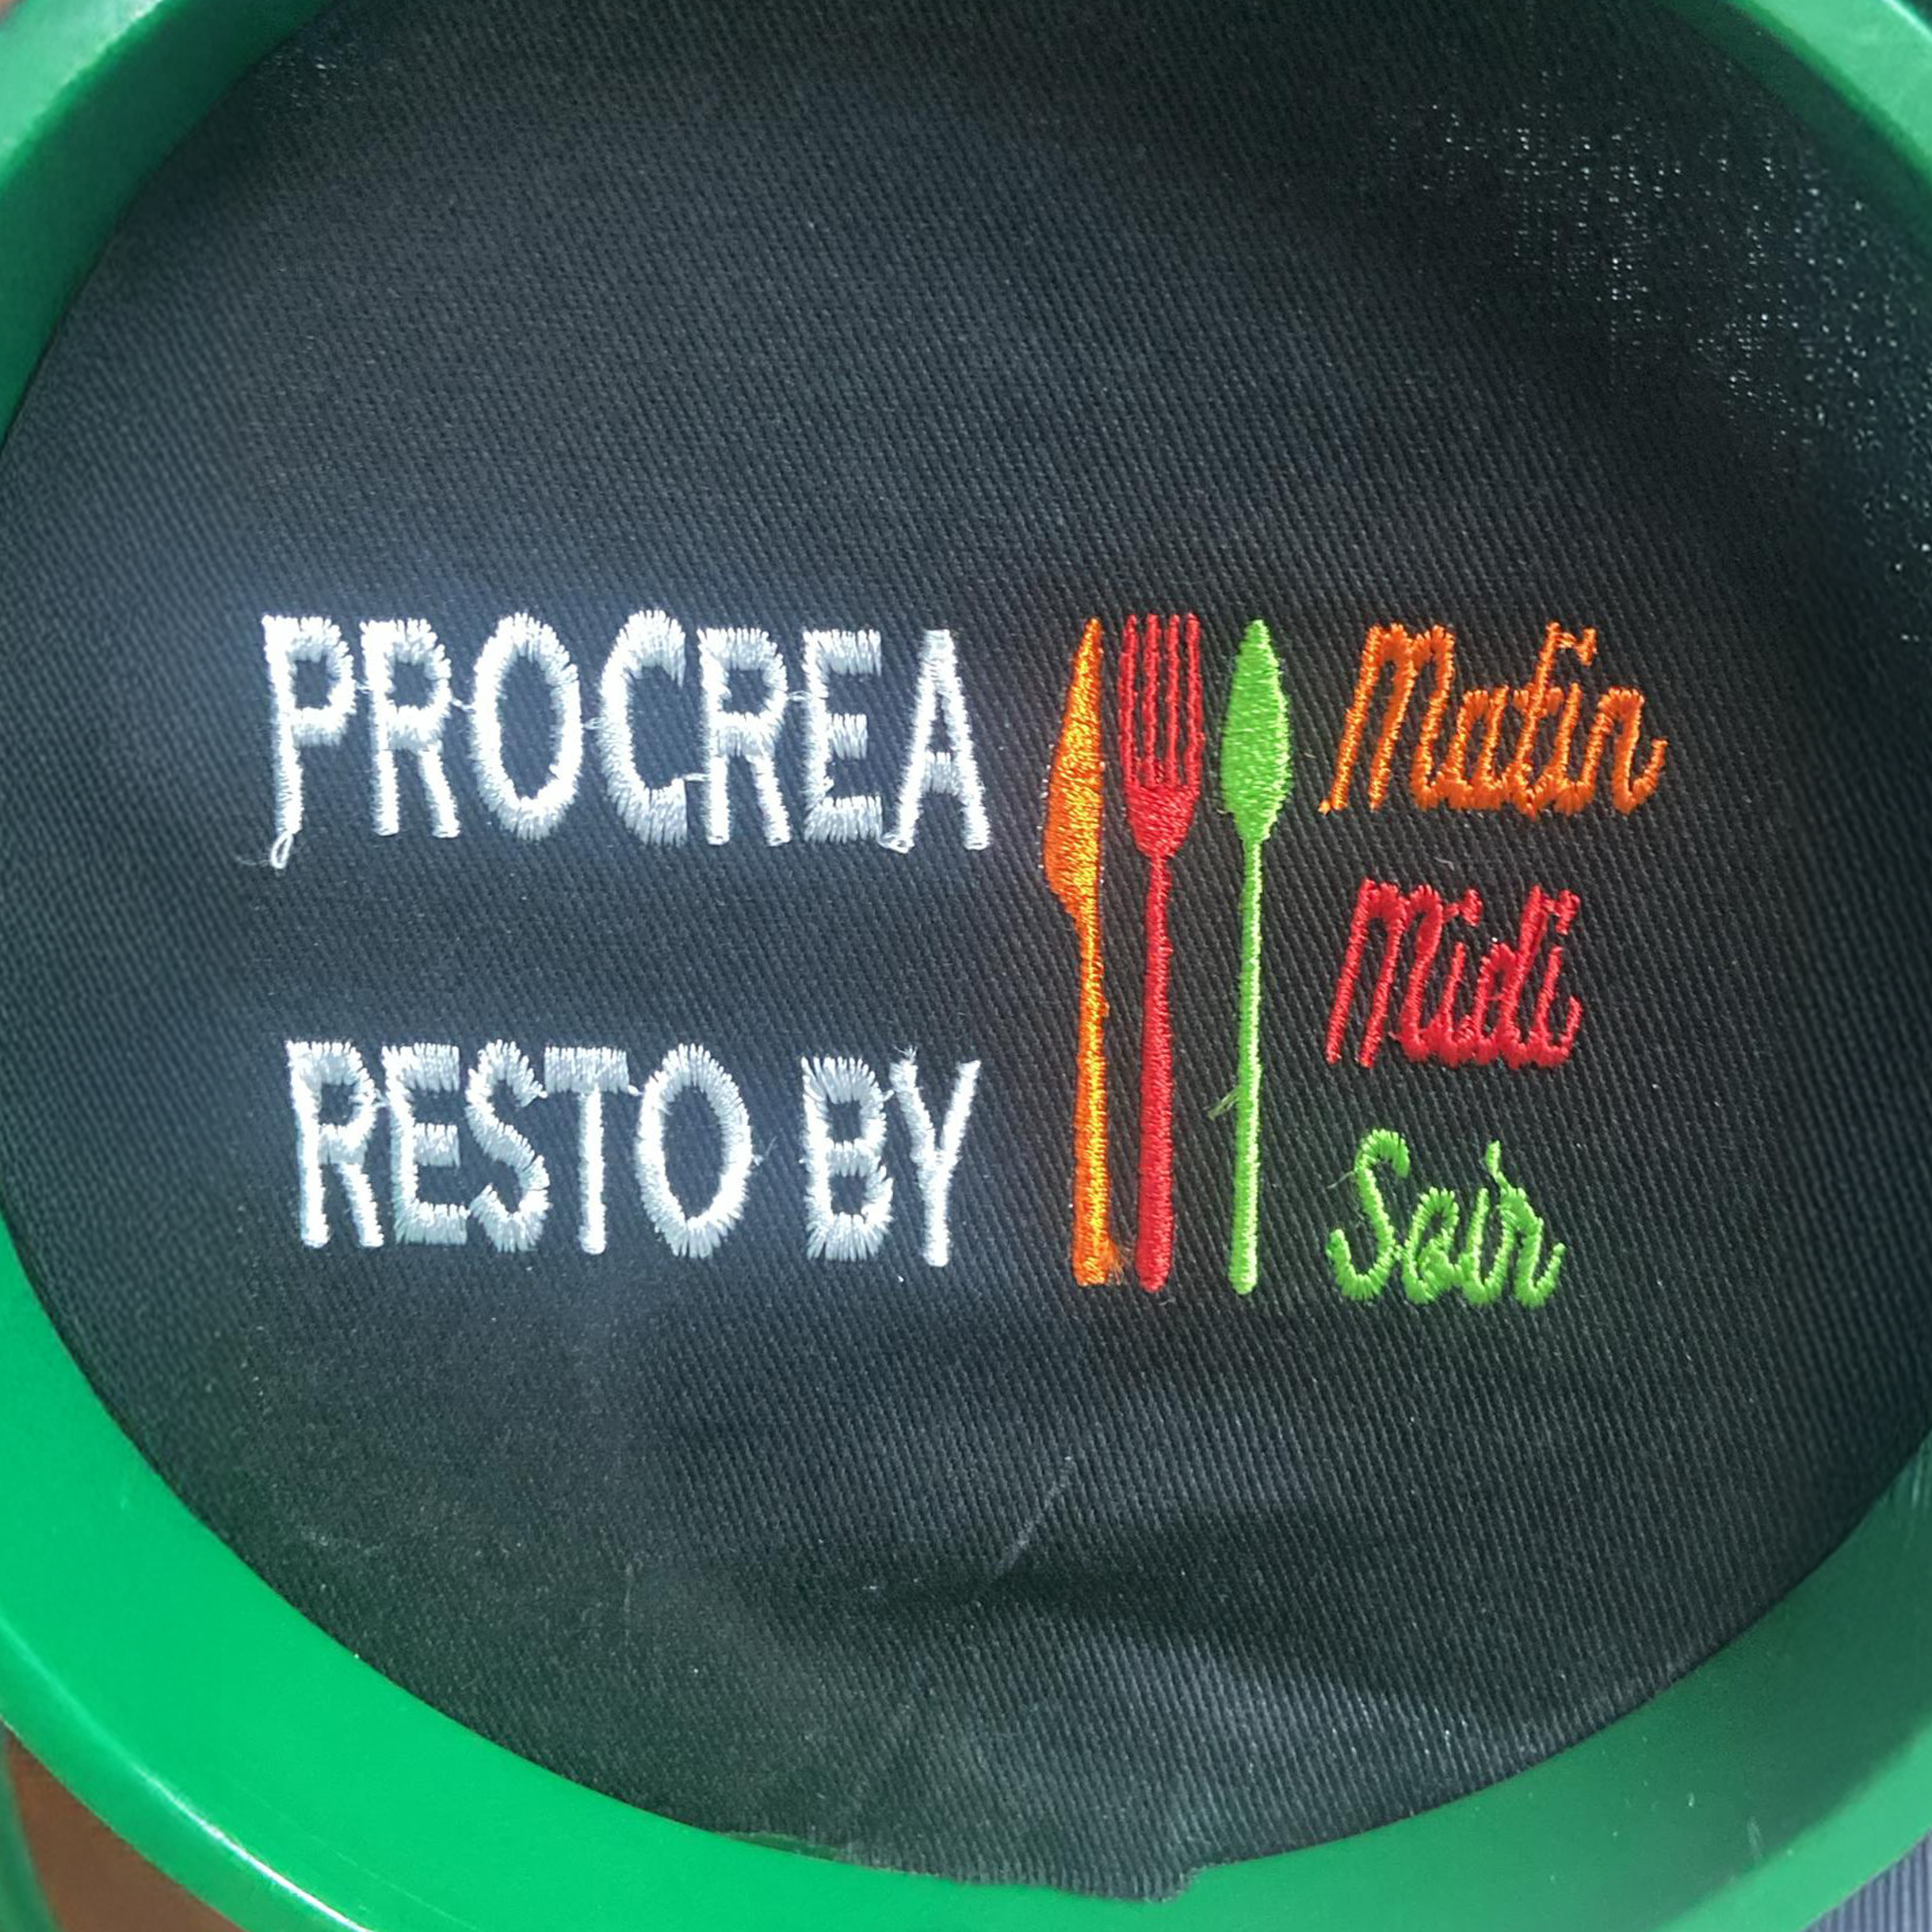 PROCREA
RESTO BY
Matin
Midi
Soir